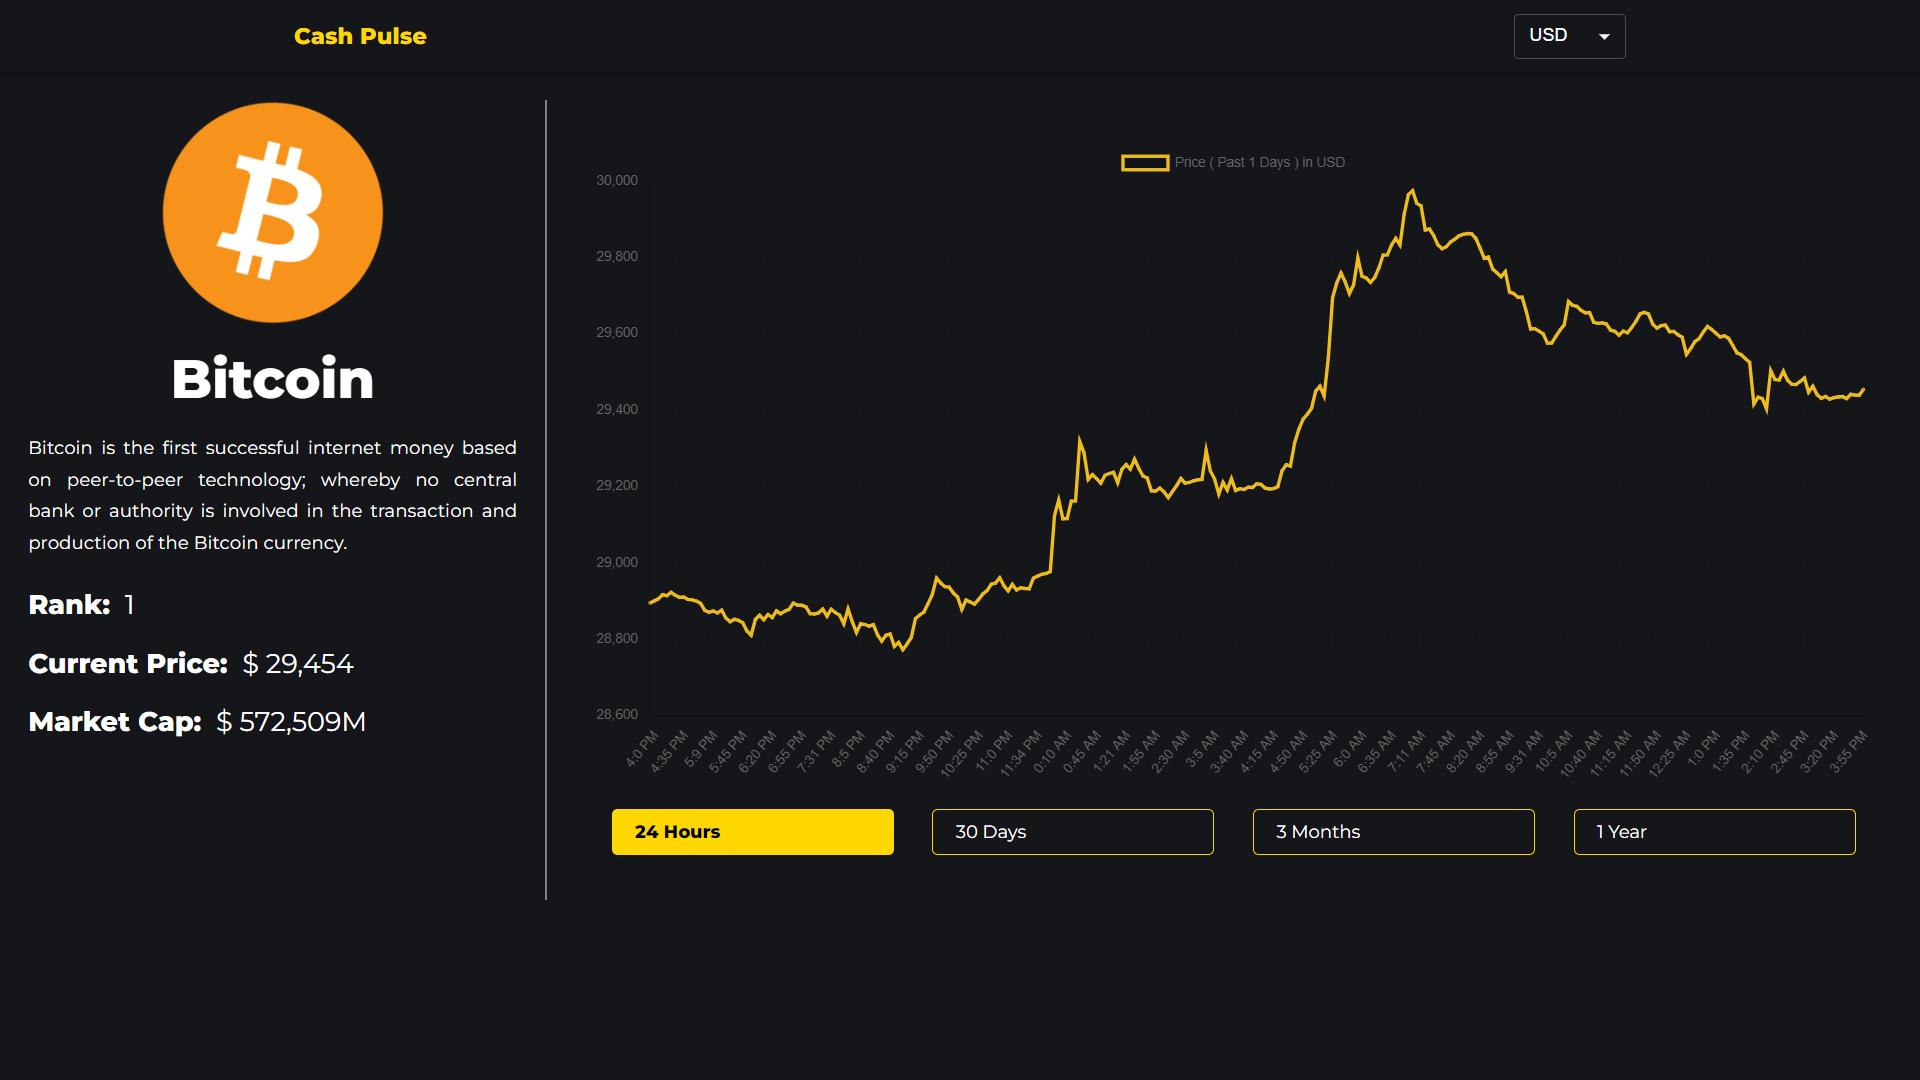 Cash Pulse
USD
Bitcoin
Bitcoin is the first successful internet money based
on peer-to-peer technology; whereby no central
bank or authority is involved in the transaction and
production of the Bitcoin currency.
Rank: 1
Current Price: $ 29,454
Market Cap: $ 572,509M
Price ( Past 1 Days ) in USD
30,000
29,800
29,600
29,400
29,200
29,000
28,800
28,600
4:0 PM
4:35 PM
5:9 PM
5:45 PM
6:20 PM
6:55 PM
7:31 PM
8:5 PM
8:40 PM
9:15 PM
9:50 PM
10:25 PM
11:0 PM
11:34 PM
0:10 AM
0:45 AM
1:21 AM
1:55 AM
2:30 AM
3:5 AM
3:40 AM
4:15 AM
4:50 AM
5:25 AM
6:0 AM
6:35 AM
7:11 AM
7:45 AM
8:20 AM
8:55 AM
9:31 AM
10:5 AM
10:40 AM
11:15 AM
11:50 AM
12:25 AM
1:0 PM
1:35 PM
2:10 PM
2:45 PM
3:20 PM
3:55 PM
24 Hours
30 Days
3 Months
1 Year